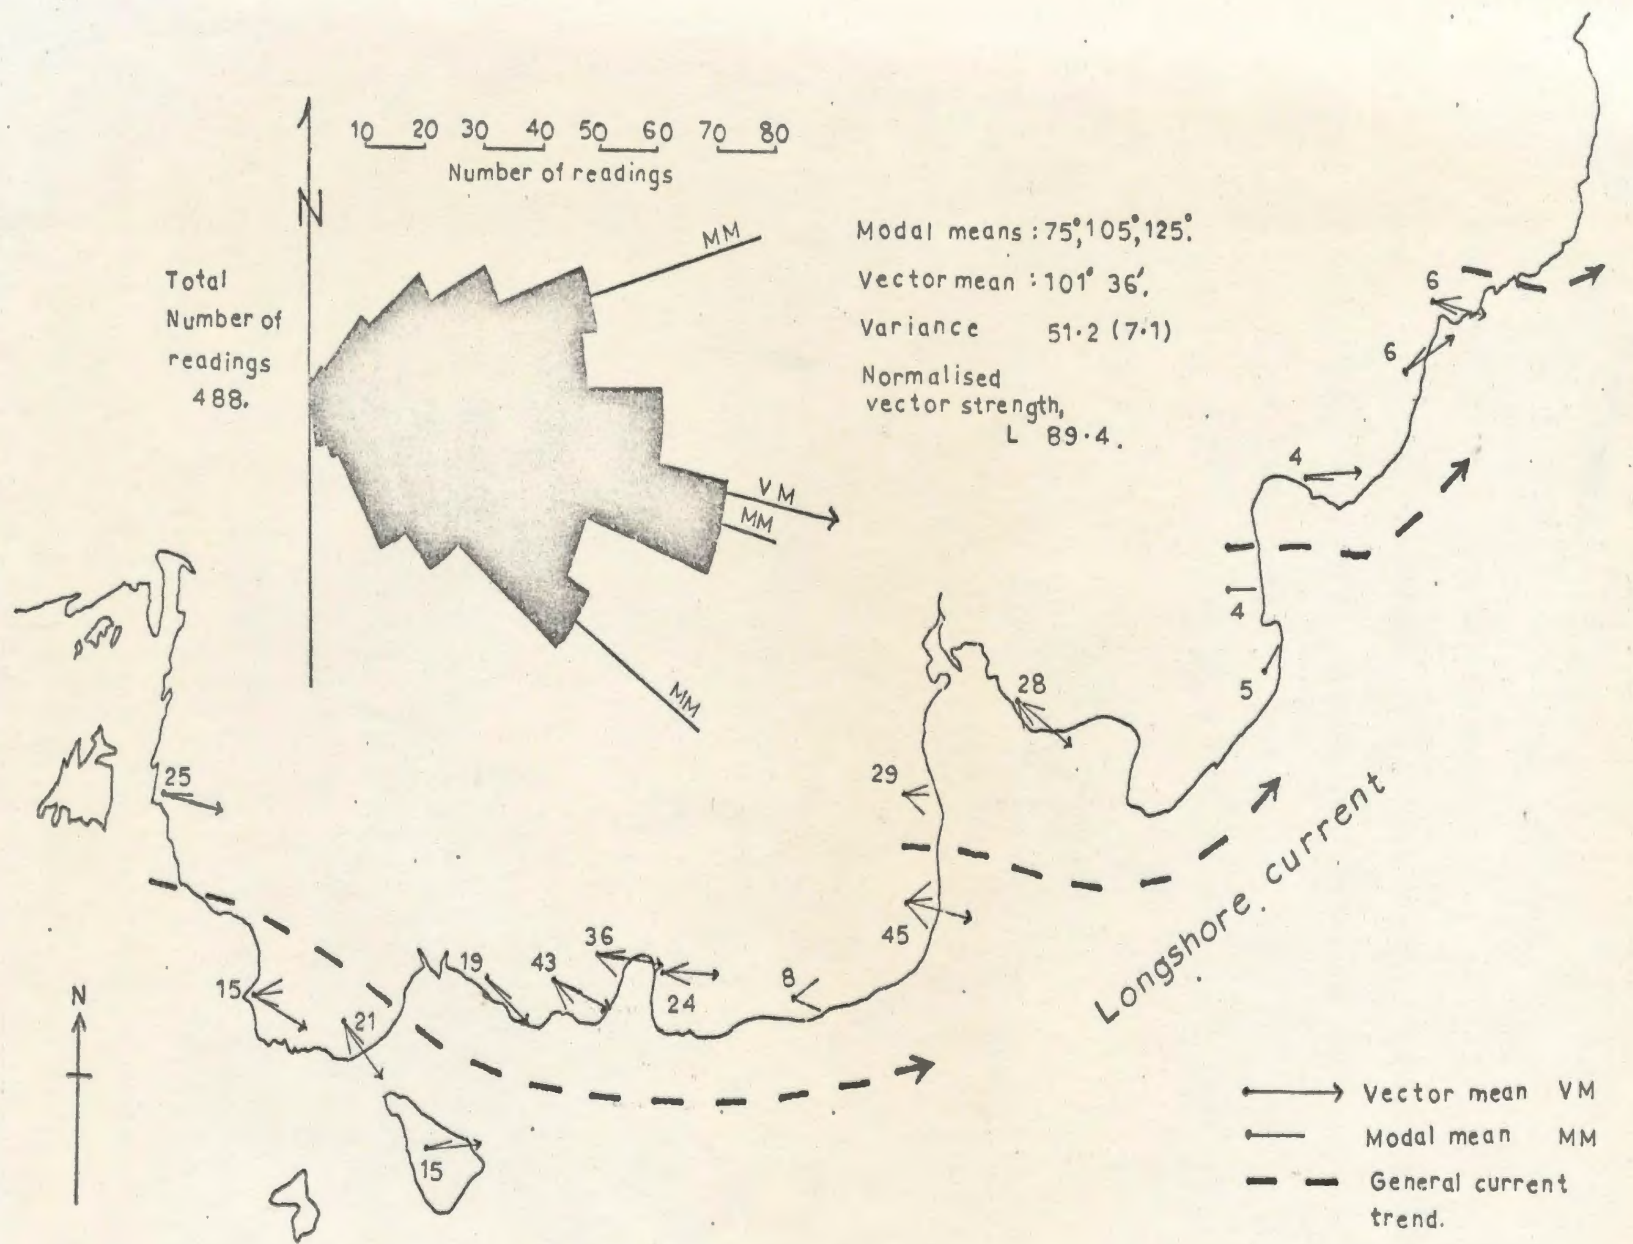 10 20 30 40 50 60 70 80
Number of readings
N
MM
Total
Number of
readings
488.
Modal means : 75°, 105°, 125°.
Vector mean : 101° 36′.
Variance 51·2 (7·1)
Normalised
vector strength,
L 89·4.
VM
MM
MM
6
6
4
4
5
28
29
45
25
15
21
19
43
36
24
8
15
N
Longshore. current
Vector mean VM
Modal mean MM
General current
trend.